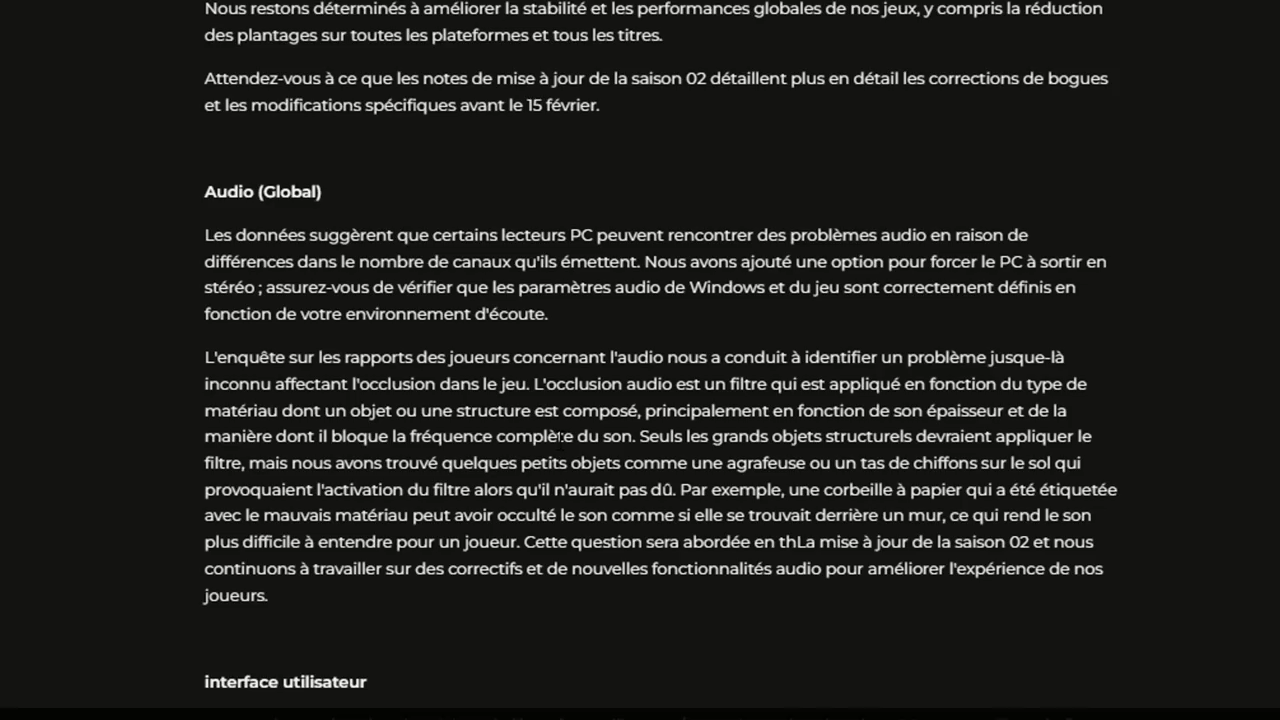 Nous restons déterminés à améliorer la stabilité et les performances globales de nos jeux, y compris la réduction
des plantages sur toutes les plateformes et tous les titres.
Attendez-vous à ce que les notes de mise à jour de la saison 02 détaillent plus en détail les corrections de bogues
et les modifications spécifiques avant le 15 février.
Audio (Global)
Les données suggèrent que certains lecteurs PC peuvent rencontrer des problèmes audio en raison de
différences dans le nombre de canaux qu'ils émettent. Nous avons ajouté une option pour forcer le PC à sortir en
stéréo ; assurez-vous de vérifier que les paramètres audio de Windows et du jeu sont correctement définis en
fonction de votre environnement d'écoute.
L'enquête sur les rapports des joueurs concernant l'audio nous a conduit à identifier un problème jusque-là
inconnu affectant l'occlusion dans le jeu. L'occlusion audio est un filtre qui est appliqué en fonction du type de
matériau dont un objet ou une structure est composé, principalement en fonction de son épaisseur et de la
manière dont il bloque la fréquence complète du son. Seuls les grands objets structurels devraient appliquer le
filtre, mais nous avons trouvé quelques petits objets comme une agrafeuse ou un tas de chiffons sur le sol qui
provoquaient l'activation du filtre alors qu'il n'aurait pas dû. Par exemple, une corbeille à papier qui a été étiquetée
avec le mauvais matériau peut avoir occulté le son comme si elle se trouvait derrière un mur, ce qui rend le son
plus difficile à entendre pour un joueur. Cette question sera abordée en thLa mise à jour de la saison 02 et nous
continuons à travailler sur des correctifs et de nouvelles fonctionnalités audio pour améliorer l'expérience de nos
joueurs.
interface utilisateur